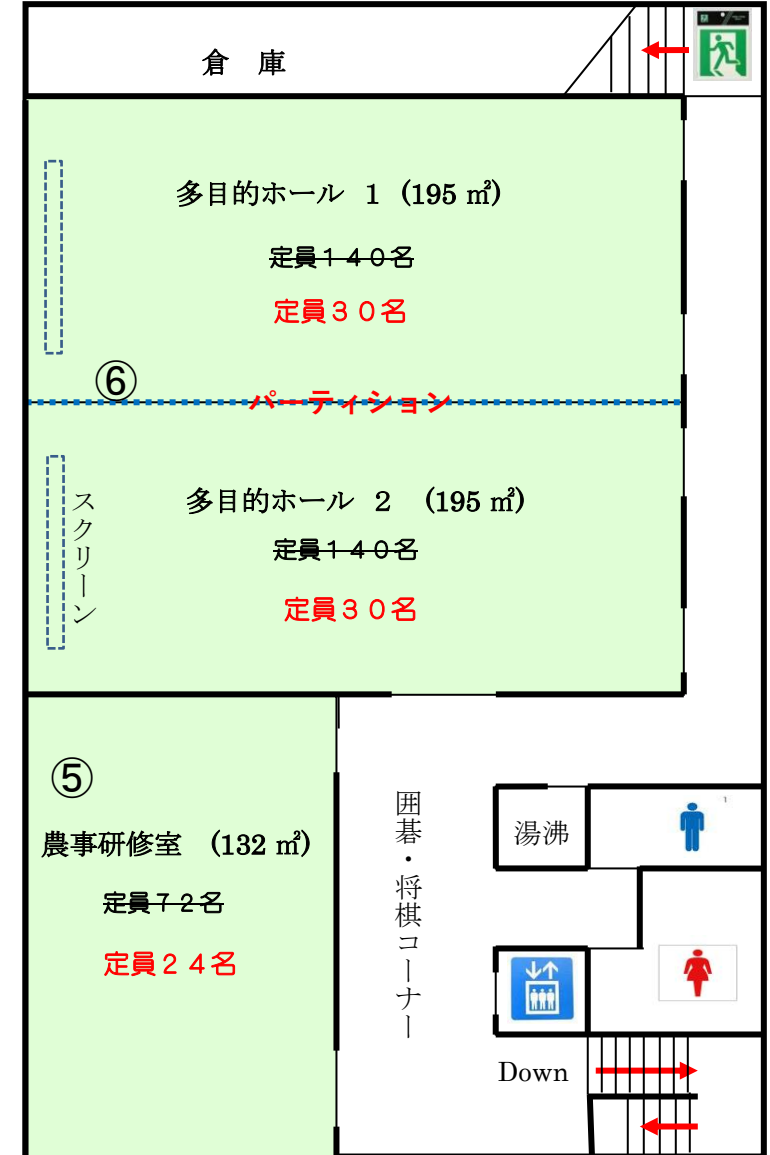 倉 庫
多目的ホール 1 (195 ㎡)
定員１４０名
定員３０名
⑥
パーティション
多目的ホール ２ (195 ㎡)
定員１４０名
定員３０名
スクリーン
⑤
農事研修室 (132 ㎡)
定員７２名
定員２４名
囲碁・将棋コーナー
湯沸
1
Down